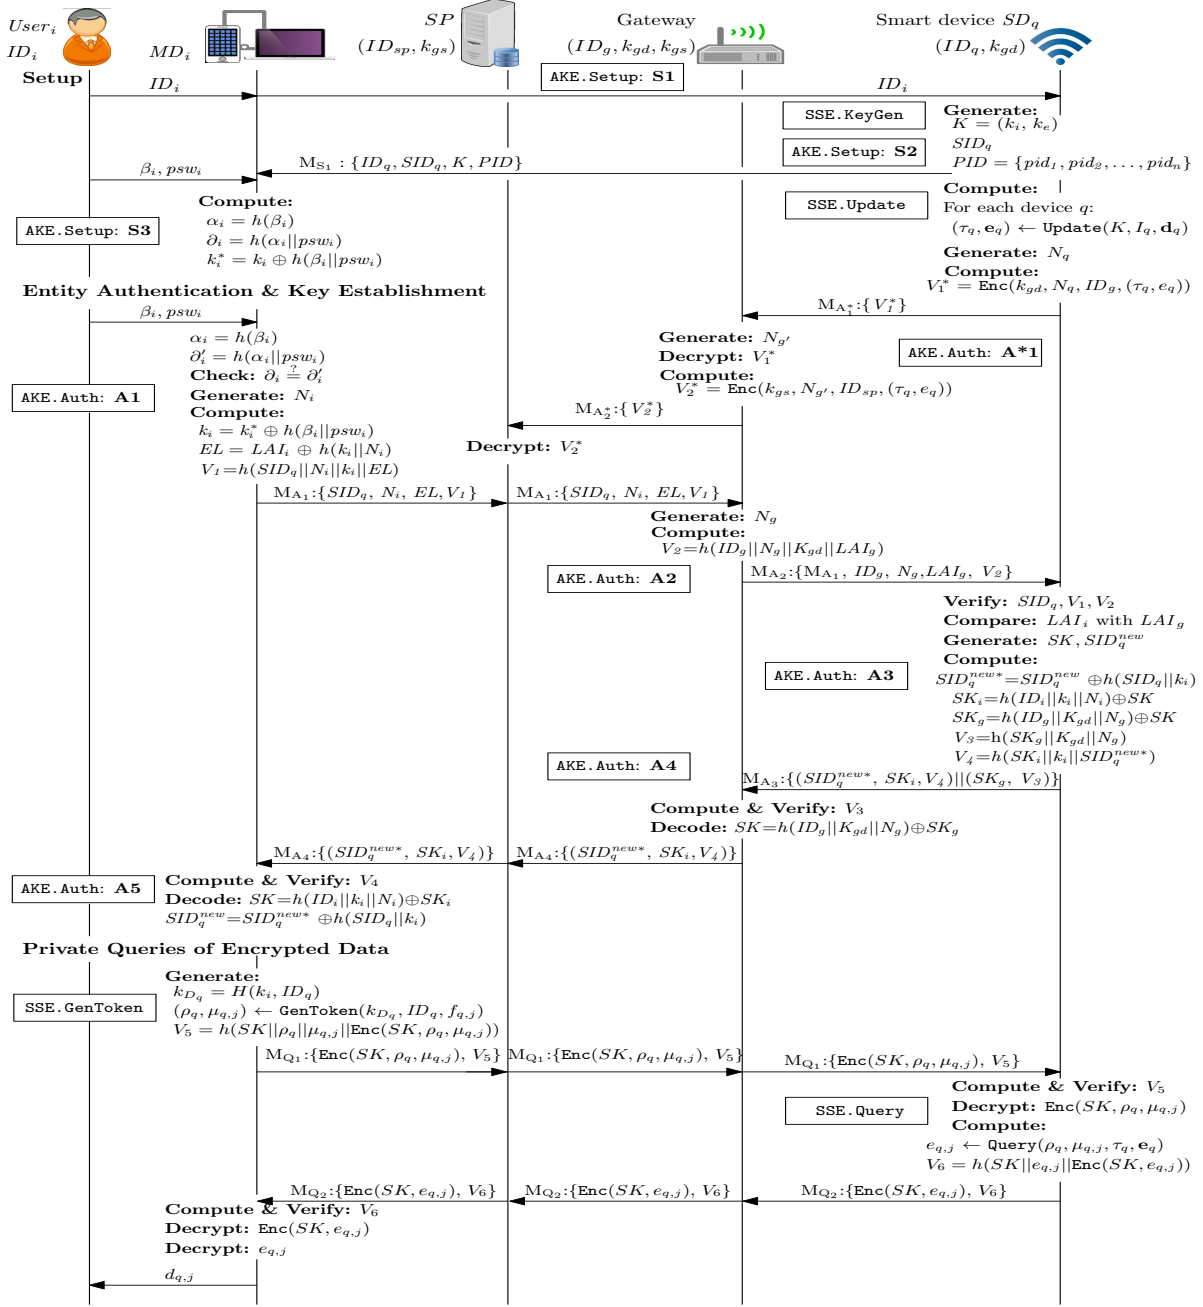 User_i
ID_i
MD_i
SP
(ID_sp, k_gs)
Gateway
(ID_g, k_gd, k_gs)
Smart device SD_q
(ID_q, k_gd)
Setup
AKE.Setup: S1
ID_i
ID_i
SSE.KeyGen
Generate:
K = (k_i, k_e)
AKE.Setup: S2
SID_q
PID = {pid_1, pid_2, . . . , pid_n}
M_S1 : {ID_q, SID_q, K, PID}
β_i, psw_i
Compute:
α_i = h(β_i)
∂_i = h(α_i||psw_i)
k_i^* = k_i ⊕ h(β_i||psw_i)
AKE.Setup: S3
SSE.Update
Compute:
For each device q:
(τ_q, e_q) ← Update(K, I_q, d_q)
Generate: N_q
Compute:
V_1^* = Enc(k_gd, N_q, ID_g, (τ_q, e_q))
Entity Authentication & Key Establishment
β_i, psw_i
M_A1^*:{V_1^*}
α_i = h(β_i)
∂_i' = h(α_i||psw_i)
Check: ∂_i ≟ ∂_i'
Generate: N_i
Compute:
k_i = k_i^* ⊕ h(β_i||psw_i)
EL = LAI_i ⊕ h(k_i||N_i)
V_1=h(SID_q||N_i||k_i||EL)
AKE.Auth: A1
Generate: N_g'
Decrypt: V_1^*
Compute:
V_2^* = Enc(k_gs, N_g', ID_sp, (τ_q, e_q))
AKE.Auth: A*1
M_A2^*:{V_2^*}
Decrypt: V_2^*
M_A1:{SID_q, N_i, EL,V_1}
M_A1:{SID_q, N_i, EL,V_1}
Generate: N_g
Compute:
V_2=h(ID_g||N_g||K_gd||LAI_g)
AKE.Auth: A2
M_A2:{M_A1, ID_g, N_g,LAI_g, V_2}
Verify: SID_q, V_1, V_2
Compare: LAI_i with LAI_g
Generate: SK, SID_q^new
Compute:
SID_q^new*=SID_q^new ⊕h(SID_q||k_i)
SK_i=h(ID_i||k_i||N_i)⊕SK
SK_g=h(ID_g||K_gd||N_g)⊕SK
V_3=h(SK_g||K_gd||N_g)
V_4=h(SK_i||k_i||SID_q^new*)
AKE.Auth: A3
AKE.Auth: A4
M_A3:{(SID_q^new*, SK_i,V_4)||(SK_g, V_3)}
Compute & Verify: V_3
Decode: SK=h(ID_g||K_gd||N_g)⊕SK_g
M_A4:{(SID_q^new*, SK_i,V_4)}
M_A4:{(SID_q^new*, SK_i,V_4)}
AKE.Auth: A5
Compute & Verify: V_4
Decode: SK=h(ID_i||k_i||N_i)⊕SK_i
SID_q^new=SID_q^new* ⊕h(SID_q||k_i)
Private Queries of Encrypted Data
Generate:
k_Dq = H(k_i, ID_q)
(ρ_q, μ_q,j) ← GenToken(k_Dq, ID_q, f_q,j)
V_5 = h(SK||ρ_q||μ_q,j||Enc(SK, ρ_q, μ_q,j))
SSE.GenToken
M_Q1:{Enc(SK, ρ_q, μ_q,j), V_5}
M_Q1:{Enc(SK, ρ_q, μ_q,j), V_5}
M_Q1:{Enc(SK, ρ_q, μ_q,j), V_5}
SSE.Query
Compute & Verify: V_5
Decrypt: Enc(SK, ρ_q, μ_q,j)
Compute:
e_q,j ← Query(ρ_q, μ_q,j, τ_q, e_q)
V_6 = h(SK||e_q,j||Enc(SK, e_q,j))
M_Q2:{Enc(SK, e_q,j), V_6}
M_Q2:{Enc(SK, e_q,j), V_6}
M_Q2:{Enc(SK, e_q,j), V_6}
Compute & Verify: V_6
Decrypt: Enc(SK, e_q,j)
Decrypt: e_q,j
d_q,j